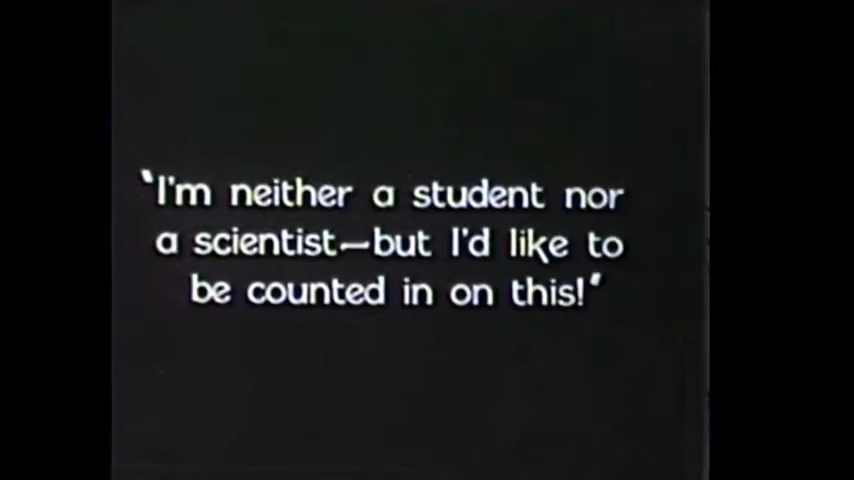 "I'm neither a student nor
a scientist—but I'd like to
be counted in on this!"